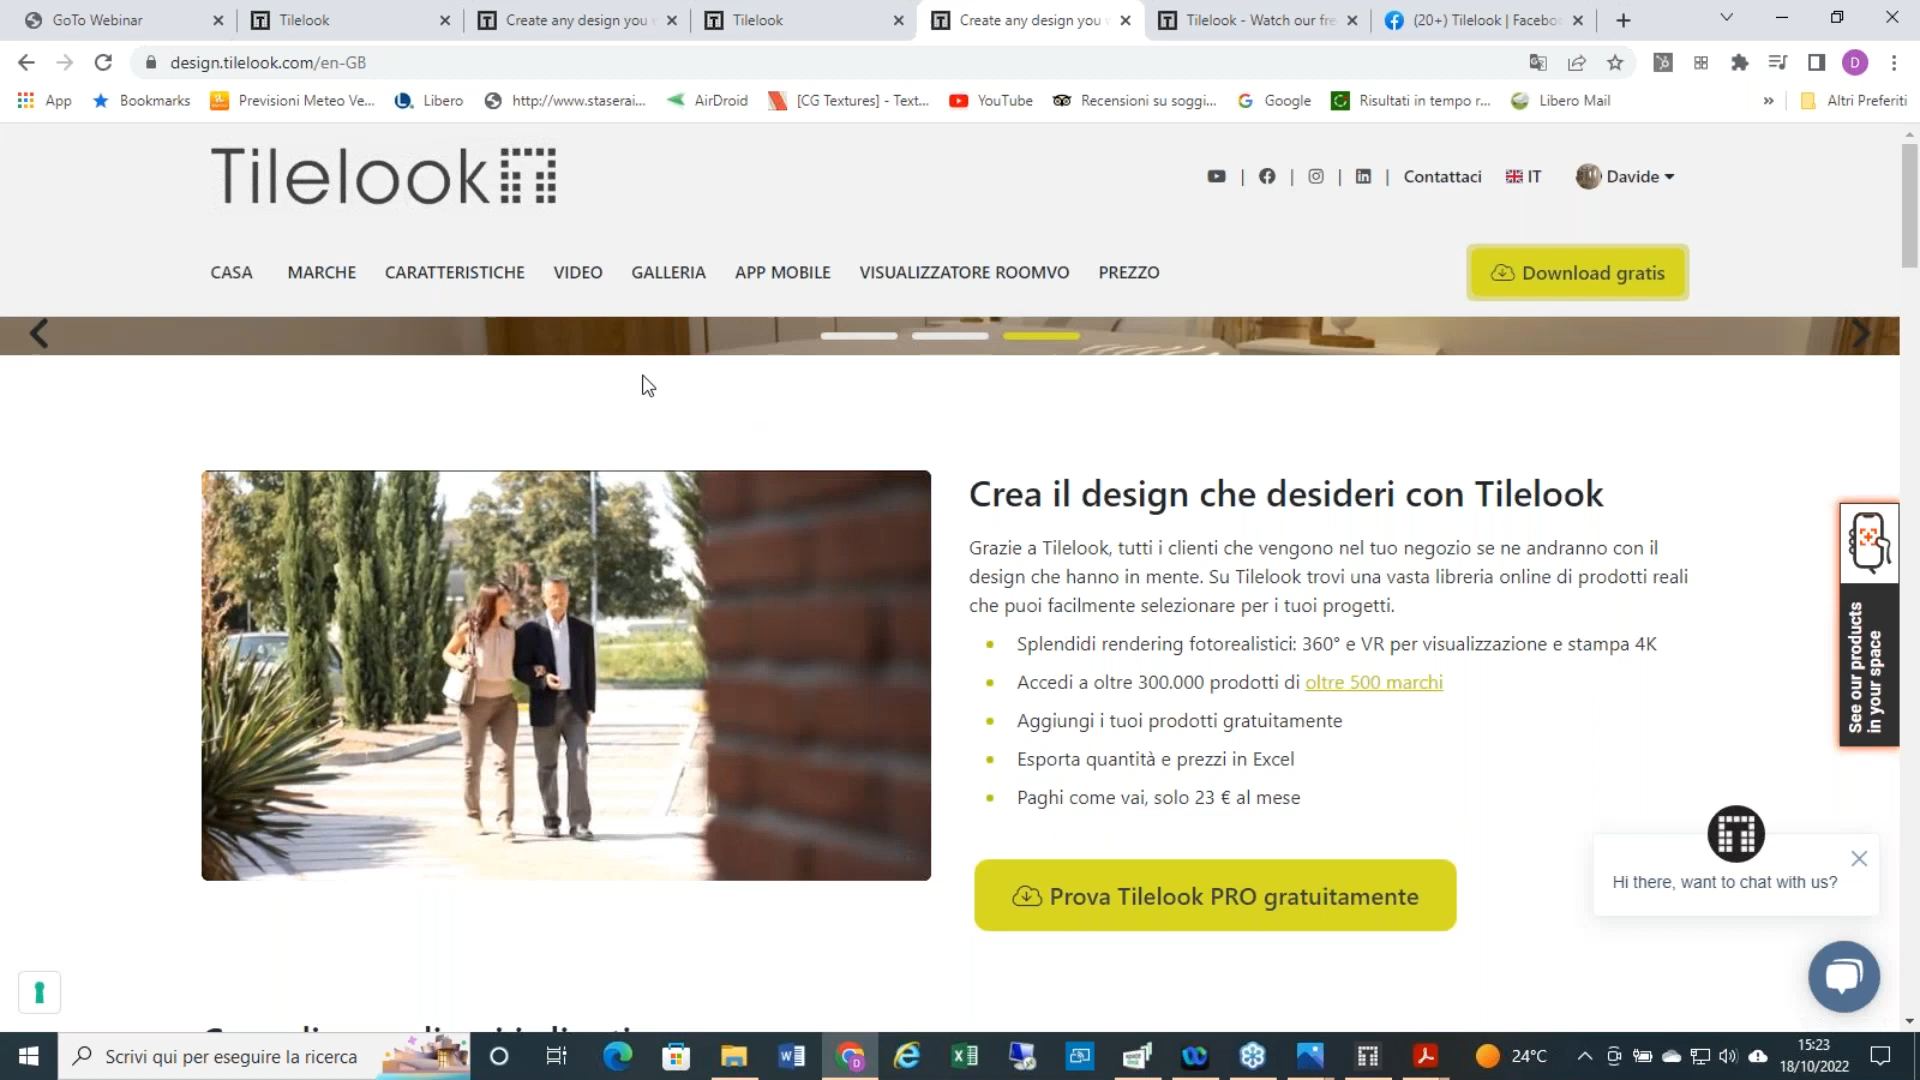 GoTo Webinar
Tilelook
Create any design you
Tilelook
Create any design you
Tilelook - Watch our fre
(20+) Tilelook | Facebo
design.tilelook.com/en-GB
D
App
Bookmarks
Previsioni Meteo Ve...
Libero
http://www.staserai...
AirDroid
[CG Textures] - Text...
YouTube
Recensioni su soggi...
Google
Risultati in tempo r...
Libero Mail
»
Altri Preferiti
Tilelook
| | | | Contattaci IT Davide
CASA MARCHE CARATTERISTICHE VIDEO GALLERIA APP MOBILE VISUALIZZATORE ROOMVO PREZZO
Download gratis
Crea il design che desideri con Tilelook
Grazie a Tilelook, tutti i clienti che vengono nel tuo negozio se ne andranno con il
design che hanno in mente. Su Tilelook trovi una vasta libreria online di prodotti reali
che puoi facilmente selezionare per i tuoi progetti.
Splendidi rendering fotorealistici: 360° e VR per visualizzazione e stampa 4K
Accedi a oltre 300.000 prodotti di oltre 500 marchi
Aggiungi i tuoi prodotti gratuitamente
Esporta quantità e prezzi in Excel
Paghi come vai, solo 23 € al mese
Prova Tilelook PRO gratuitamente
See our products
in your space
Hi there, want to chat with us?
Scrivi qui per eseguire la ricerca
24°C
15:23
18/10/2022